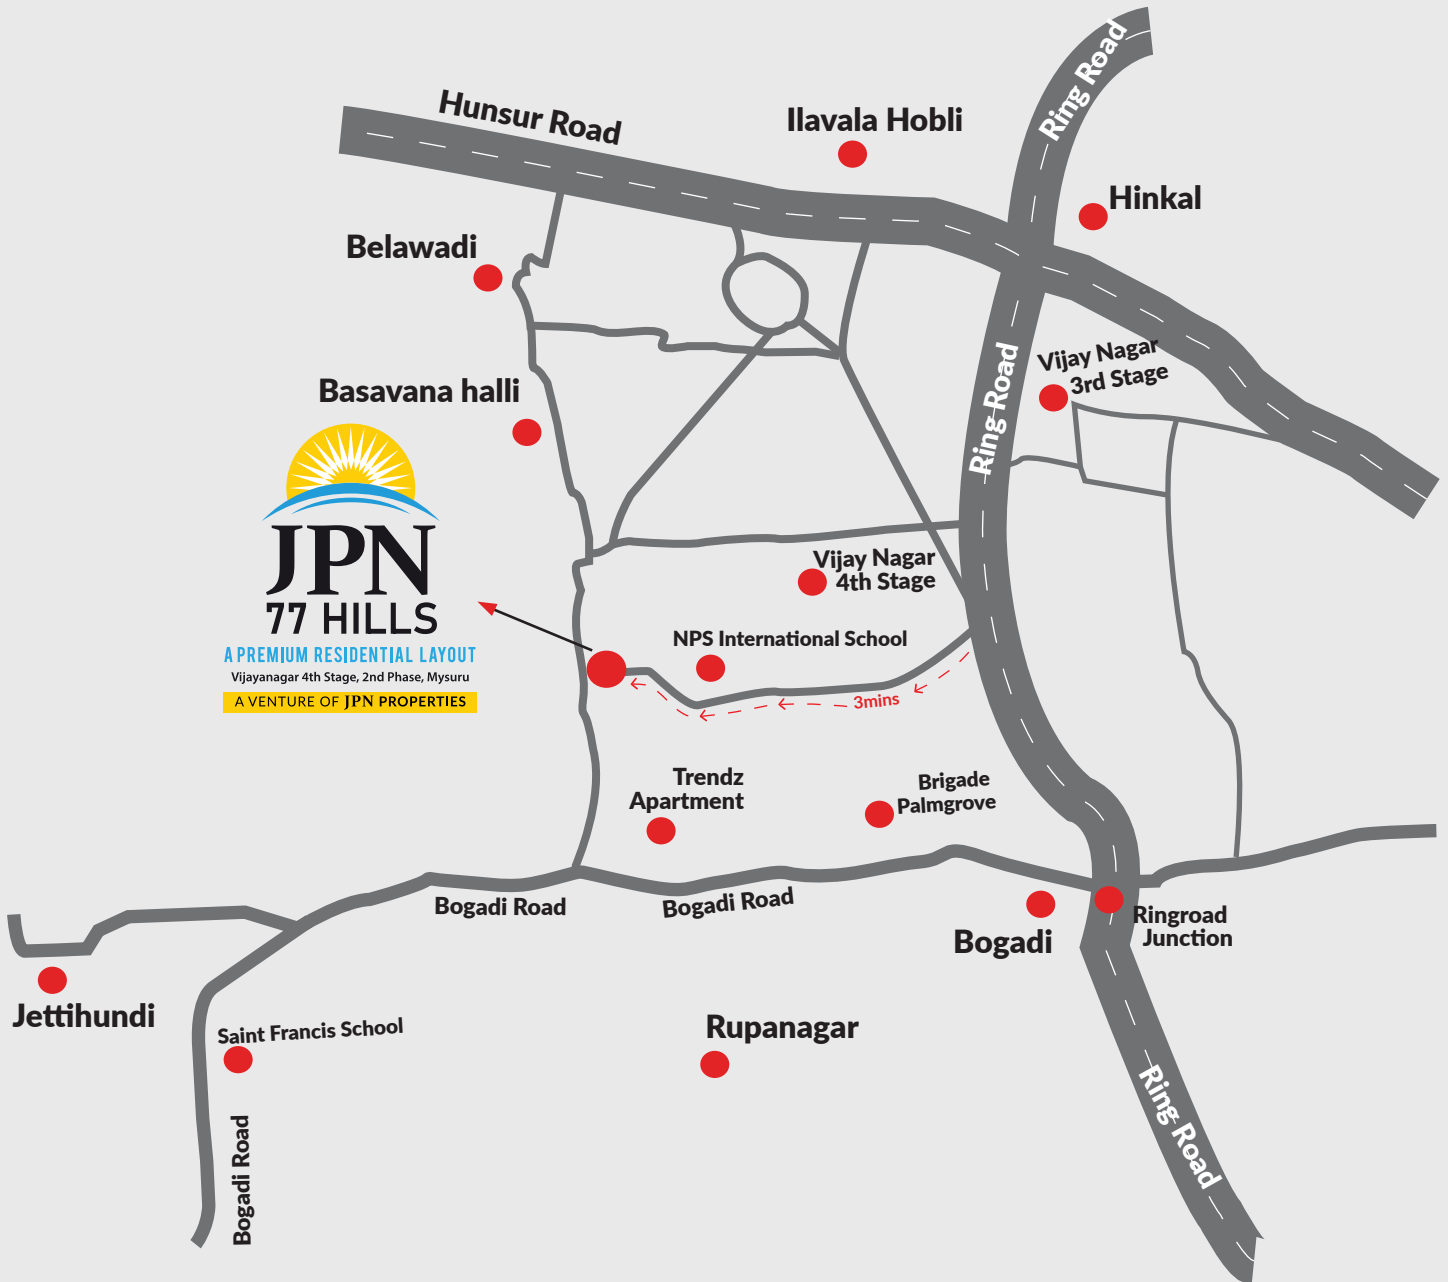 Ring Road
Hunsur Road
Ilavala Hobli
Hinkal
Belawadi
Vijay Nagar
3rd Stage
Ring Road
Basavana halli
JPN
77 HILLS
A PREMIUM RESIDENTIAL LAYOUT
Vijayanagar 4th Stage, 2nd Phase, Mysuru
A VENTURE OF JPN PROPERTIES
Vijay Nagar
4th Stage
NPS International School
3mins
Trendz
Apartment
Brigade
Palmgrove
Bogadi Road
Bogadi Road
Bogadi
Ringroad
Junction
Jettihundi
Saint Francis School
Rupanagar
Ring Road
Bogadi Road